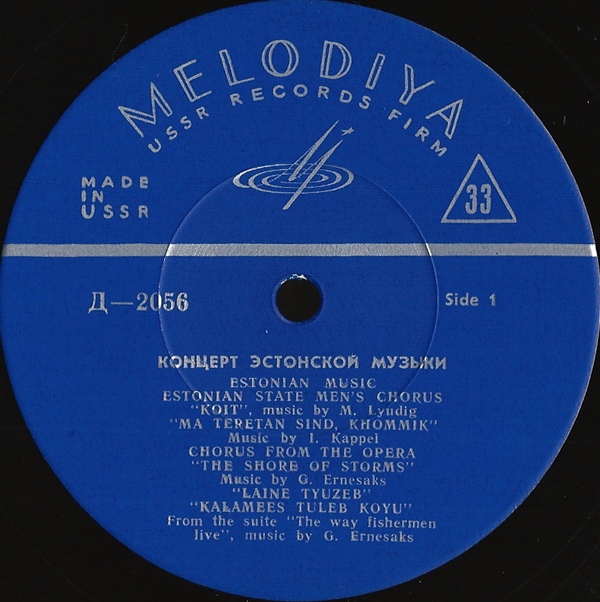 MELODIYA
USSR RECORDS FIRM
MADE
IN
USSR
33
Д—2056
Side 1
КОНЦЕРТ ЭСТОНСКОЙ МУЗЫКИ
ESTONIAN MUSIC
ESTONIAN STATE MEN'S CHORUS
"KOIT", music by M. Lyudig
"MA TERETAN SIND, KHOMMIK"
Music by I. Kappel
CHORUS FROM THE OPERA
"THE SHORE OF STORMS"
Music by G. Ernesaks
"LAINE TYUZEB"
"KALAMEES TULEB KOYU"
From the suite "The way fishermen
live", music by G. Ernesaks